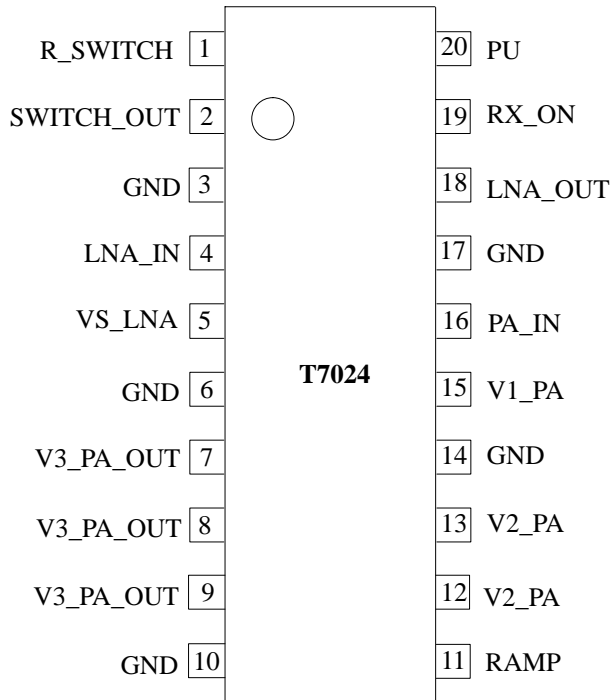 R_SWITCH 1 20 PU
SWITCH_OUT 2 19 RX_ON
GND 3 18 LNA_OUT
LNA_IN 4 17 GND
VS_LNA 5 16 PA_IN
T7024
GND 6 15 V1_PA
V3_PA_OUT 7 14 GND
V3_PA_OUT 8 13 V2_PA
V3_PA_OUT 9 12 V2_PA
GND 10 11 RAMP